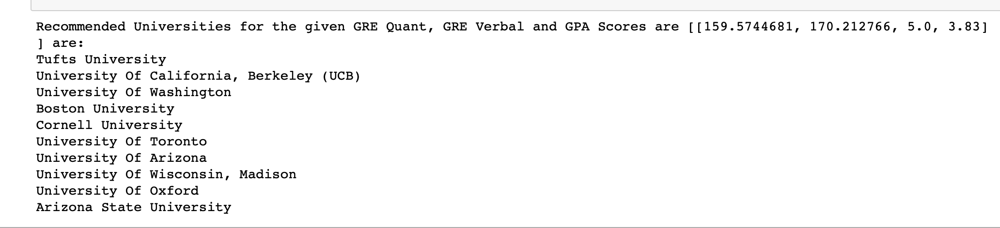 Recommended Universities for the given GRE Quant, GRE Verbal and GPA Scores are [[159.5744681, 170.212766, 5.0, 3.83]
] are:
Tufts University
University Of California, Berkeley (UCB)
University Of Washington
Boston University
Cornell University
University Of Toronto
University Of Arizona
University Of Wisconsin, Madison
University Of Oxford
Arizona State University